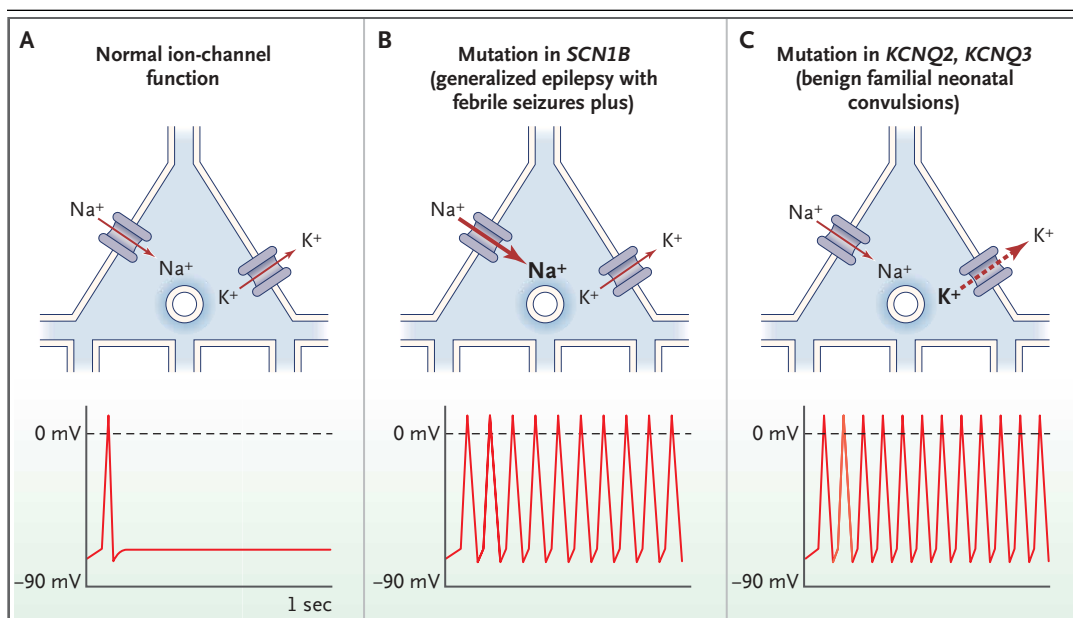 A
Normal ion-channel
function
Na⁺
Na⁺
K⁺
K⁺
0 mV
–90 mV
1 sec
B
Mutation in SCN1B
(generalized epilepsy with
febrile seizures plus)
Na⁺
Na⁺
K⁺
K⁺
0 mV
–90 mV
C
Mutation in KCNQ2, KCNQ3
(benign familial neonatal
convulsions)
Na⁺
Na⁺
K⁺
K⁺
0 mV
–90 mV